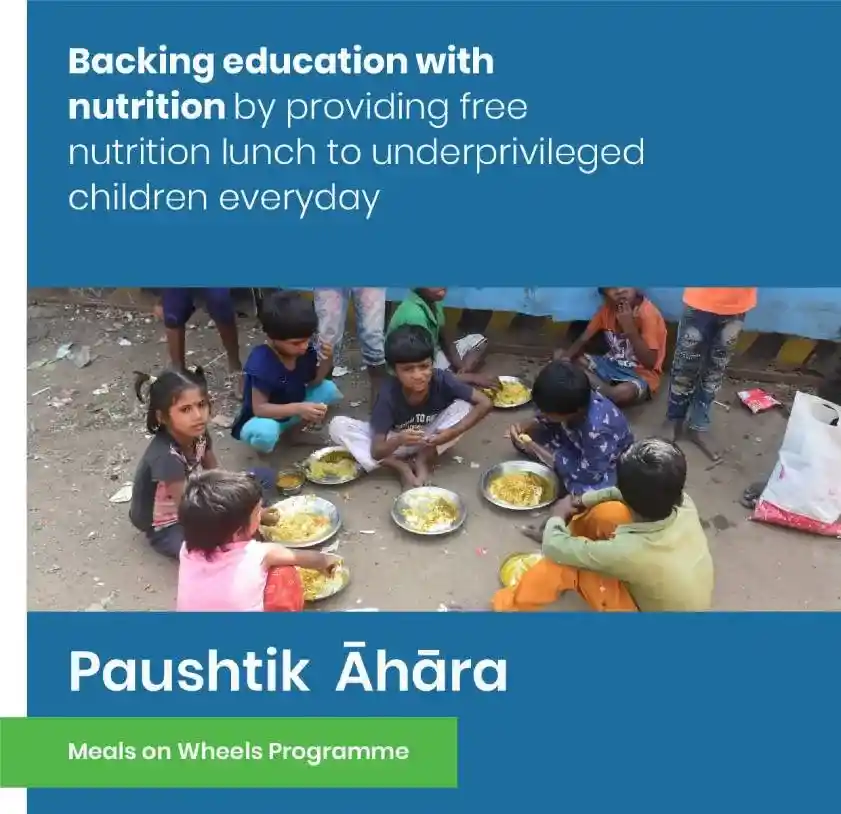 Backing education with
nutrition by providing free
nutrition lunch to underprivileged
children everyday
Paushtik Āhāra
Meals on Wheels Programme